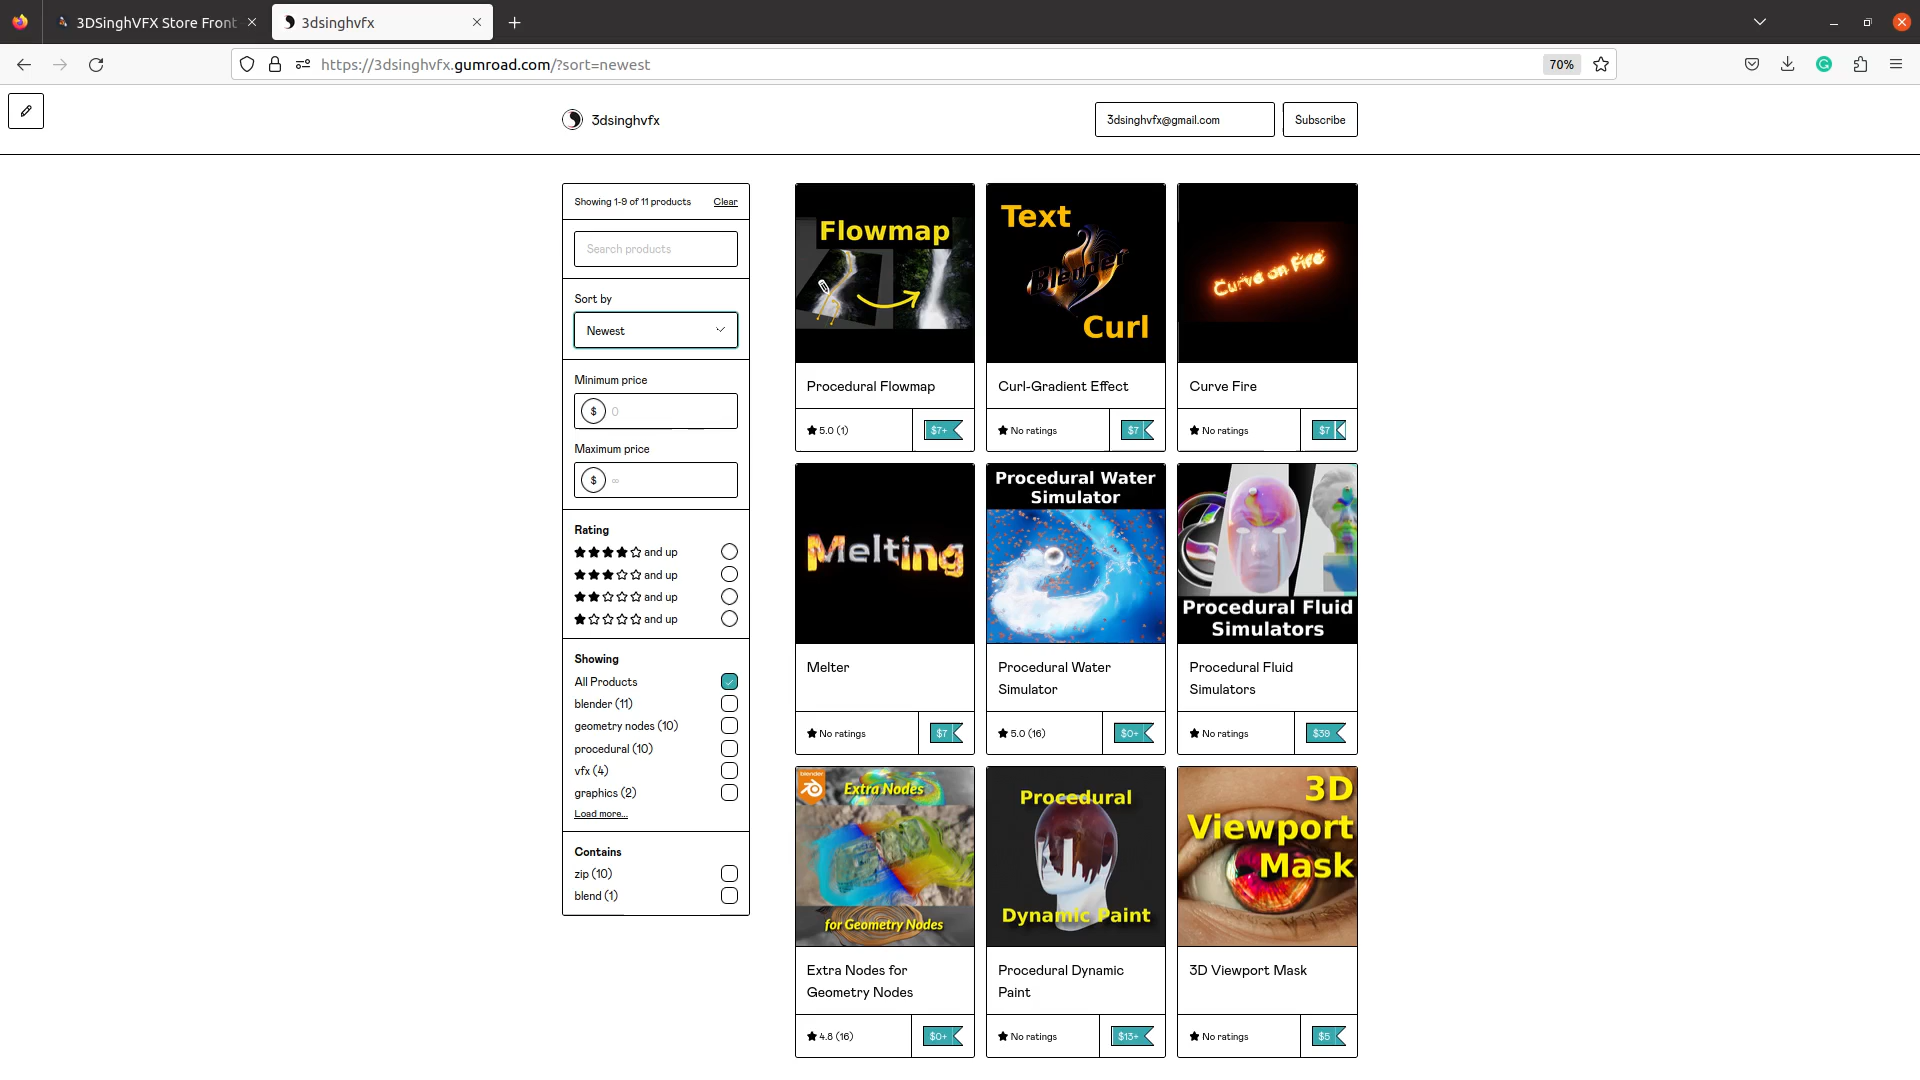 3DSinghVFX Store Front
3dsinghvfx
https://3dsinghvfx.gumroad.com/?sort=newest
70%
3dsinghvfx
3dsinghvfx@gmail.com
Subscribe
Showing 1-9 of 11 products
Clear
Search products
Sort by
Newest
Minimum price
$ 0
Maximum price
$ ∞
Rating
and up
and up
and up
and up
Showing
All Products
blender (11)
geometry nodes (10)
procedural (10)
vfx (4)
graphics (2)
Load more...
Contains
zip (10)
blend (1)
Flowmap
Procedural Flowmap
5.0 (1)
$7+
Text
Blender
Curl
Curl-Gradient Effect
No ratings
$7
Curve on Fire
Curve Fire
No ratings
$7
Melting
Melter
No ratings
$7
Procedural Water
Simulator
Procedural Water
Simulator
5.0 (16)
$0+
Procedural Fluid
Simulators
Procedural Fluid
Simulators
No ratings
$39
blender
Extra Nodes
for Geometry Nodes
Extra Nodes for
Geometry Nodes
4.8 (16)
$0+
Procedural
Dynamic Paint
Procedural Dynamic
Paint
No ratings
$13+
3D
Viewport
Mask
3D Viewport Mask
No ratings
$5